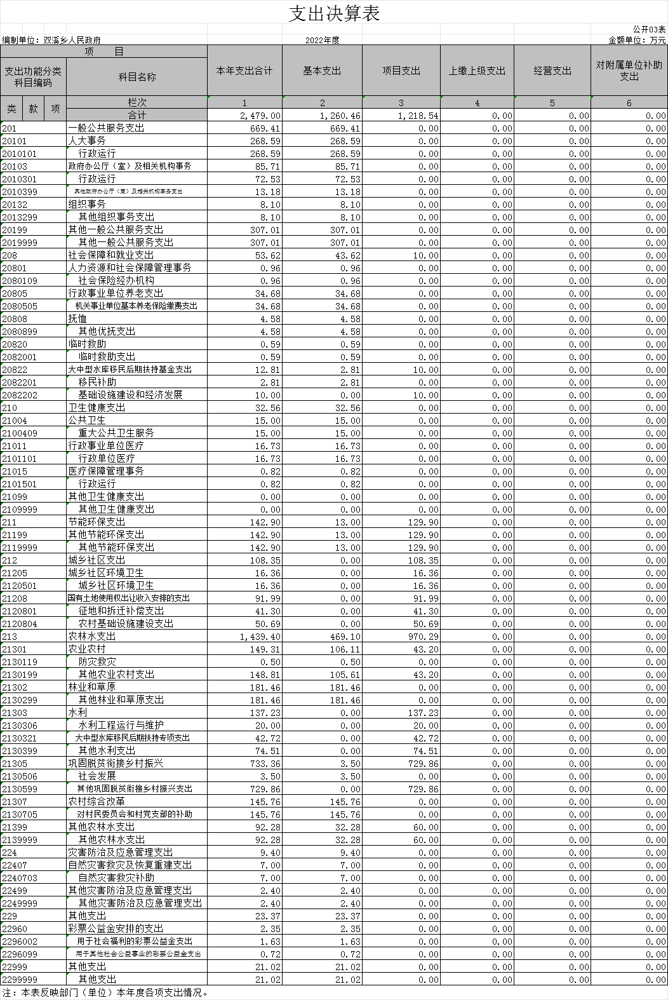 支出决算表
公开03表
编制单位：双溪乡人民政府 2022年度 金额单位：万元
项　　目 本年支出合计 基本支出 项目支出 上缴上级支出 经营支出 对附属单位补助支出
支出功能分类科目编码 科目名称
类 款 项 栏次 1 2 3 4 5 6
合计 2,479.00 1,260.46 1,218.54 0.00 0.00 0.00
201 一般公共服务支出 669.41 669.41 0.00 0.00 0.00 0.00
20101 人大事务 268.59 268.59 0.00 0.00 0.00 0.00
2010101 行政运行 268.59 268.59 0.00 0.00 0.00 0.00
20103 政府办公厅（室）及相关机构事务 85.71 85.71 0.00 0.00 0.00 0.00
2010301 行政运行 72.53 72.53 0.00 0.00 0.00 0.00
2010399 其他政府办公厅（室）及相关机构事务支出 13.18 13.18 0.00 0.00 0.00 0.00
20132 组织事务 8.10 8.10 0.00 0.00 0.00 0.00
2013299 其他组织事务支出 8.10 8.10 0.00 0.00 0.00 0.00
20199 其他一般公共服务支出 307.01 307.01 0.00 0.00 0.00 0.00
2019999 其他一般公共服务支出 307.01 307.01 0.00 0.00 0.00 0.00
208 社会保障和就业支出 53.62 43.62 10.00 0.00 0.00 0.00
20801 人力资源和社会保障管理事务 0.96 0.96 0.00 0.00 0.00 0.00
2080109 社会保险经办机构 0.96 0.96 0.00 0.00 0.00 0.00
20805 行政事业单位养老支出 34.68 34.68 0.00 0.00 0.00 0.00
2080505 机关事业单位基本养老保险缴费支出 34.68 34.68 0.00 0.00 0.00 0.00
20808 抚恤 4.58 4.58 0.00 0.00 0.00 0.00
2080899 其他优抚支出 4.58 4.58 0.00 0.00 0.00 0.00
20820 临时救助 0.59 0.59 0.00 0.00 0.00 0.00
2082001 临时救助支出 0.59 0.59 0.00 0.00 0.00 0.00
20822 大中型水库移民后期扶持基金支出 12.81 2.81 10.00 0.00 0.00 0.00
2082201 移民补助 2.81 2.81 0.00 0.00 0.00 0.00
2082202 基础设施建设和经济发展 10.00 0.00 10.00 0.00 0.00 0.00
210 卫生健康支出 32.56 32.56 0.00 0.00 0.00 0.00
21004 公共卫生 15.00 15.00 0.00 0.00 0.00 0.00
2100409 重大公共卫生服务 15.00 15.00 0.00 0.00 0.00 0.00
21011 行政事业单位医疗 16.73 16.73 0.00 0.00 0.00 0.00
2101101 行政单位医疗 16.73 16.73 0.00 0.00 0.00 0.00
21015 医疗保障管理事务 0.82 0.82 0.00 0.00 0.00 0.00
2101501 行政运行 0.82 0.82 0.00 0.00 0.00 0.00
21099 其他卫生健康支出 0.00 0.00 0.00 0.00 0.00 0.00
2109999 其他卫生健康支出 0.00 0.00 0.00 0.00 0.00 0.00
211 节能环保支出 142.90 13.00 129.90 0.00 0.00 0.00
21199 其他节能环保支出 142.90 13.00 129.90 0.00 0.00 0.00
2119999 其他节能环保支出 142.90 13.00 129.90 0.00 0.00 0.00
212 城乡社区支出 108.35 0.00 108.35 0.00 0.00 0.00
21205 城乡社区环境卫生 16.36 0.00 16.36 0.00 0.00 0.00
2120501 城乡社区环境卫生 16.36 0.00 16.36 0.00 0.00 0.00
21208 国有土地使用权出让收入安排的支出 91.99 0.00 91.99 0.00 0.00 0.00
2120801 征地和拆迁补偿支出 41.30 0.00 41.30 0.00 0.00 0.00
2120804 农村基础设施建设支出 50.69 0.00 50.69 0.00 0.00 0.00
213 农林水支出 1,439.40 469.10 970.29 0.00 0.00 0.00
21301 农业农村 149.31 106.11 43.20 0.00 0.00 0.00
2130119 防灾救灾 0.50 0.50 0.00 0.00 0.00 0.00
2130199 其他农业农村支出 148.81 105.61 43.20 0.00 0.00 0.00
21302 林业和草原 181.46 181.46 0.00 0.00 0.00 0.00
2130299 其他林业和草原支出 181.46 181.46 0.00 0.00 0.00 0.00
21303 水利 137.23 0.00 137.23 0.00 0.00 0.00
2130306 水利工程运行与维护 20.00 0.00 20.00 0.00 0.00 0.00
2130321 大中型水库移民后期扶持专项支出 42.72 0.00 42.72 0.00 0.00 0.00
2130399 其他水利支出 74.51 0.00 74.51 0.00 0.00 0.00
21305 巩固脱贫衔接乡村振兴 733.36 3.50 729.86 0.00 0.00 0.00
2130506 社会发展 3.50 3.50 0.00 0.00 0.00 0.00
2130599 其他巩固脱贫衔接乡村振兴支出 729.86 0.00 729.86 0.00 0.00 0.00
21307 农村综合改革 145.76 145.76 0.00 0.00 0.00 0.00
2130705 对村民委员会和村党支部的补助 145.76 145.76 0.00 0.00 0.00 0.00
21399 其他农林水支出 92.28 32.28 60.00 0.00 0.00 0.00
2139999 其他农林水支出 92.28 32.28 60.00 0.00 0.00 0.00
224 灾害防治及应急管理支出 9.40 9.40 0.00 0.00 0.00 0.00
22407 自然灾害救灾及恢复重建支出 7.00 7.00 0.00 0.00 0.00 0.00
2240703 自然灾害救灾补助 7.00 7.00 0.00 0.00 0.00 0.00
22499 其他灾害防治及应急管理支出 2.40 2.40 0.00 0.00 0.00 0.00
2249999 其他灾害防治及应急管理支出 2.40 2.40 0.00 0.00 0.00 0.00
229 其他支出 23.37 23.37 0.00 0.00 0.00 0.00
22960 彩票公益金安排的支出 2.35 2.35 0.00 0.00 0.00 0.00
2296002 用于社会福利的彩票公益金支出 1.63 1.63 0.00 0.00 0.00 0.00
2296099 用于其他社会公益事业的彩票公益金支出 0.72 0.72 0.00 0.00 0.00 0.00
22999 其他支出 21.02 21.02 0.00 0.00 0.00 0.00
2299999 其他支出 21.02 21.02 0.00 0.00 0.00 0.00
注：本表反映部门（单位）本年度各项支出情况。